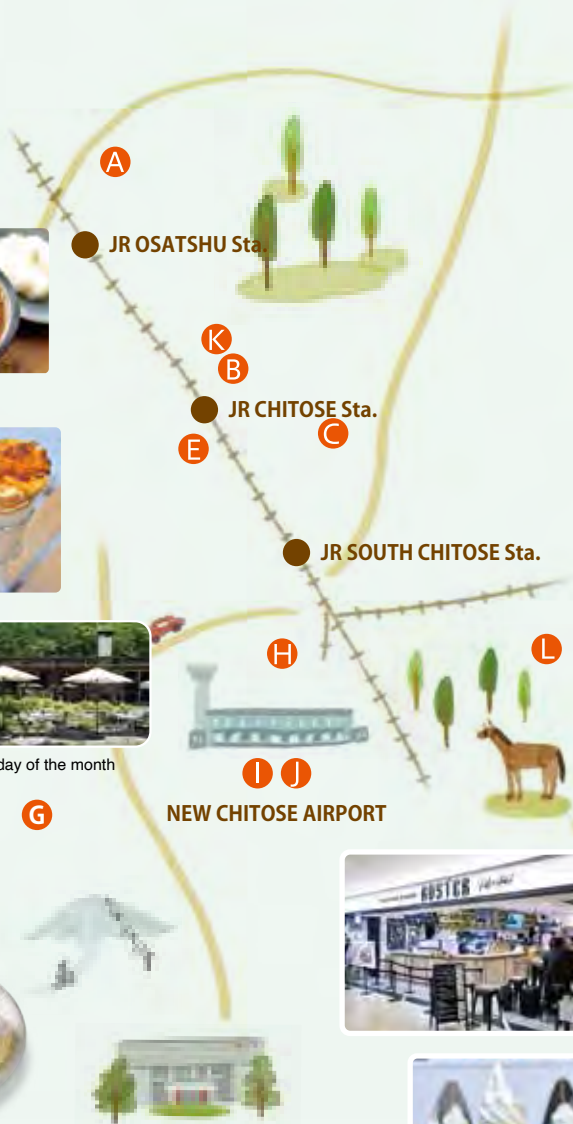 A
JR OSATSHU Sta.
K
B
JR CHITOSE Sta.
C
E
JR SOUTH CHITOSE Sta.
H
L
day of the month
I J
G
NEW CHITOSE AIRPORT